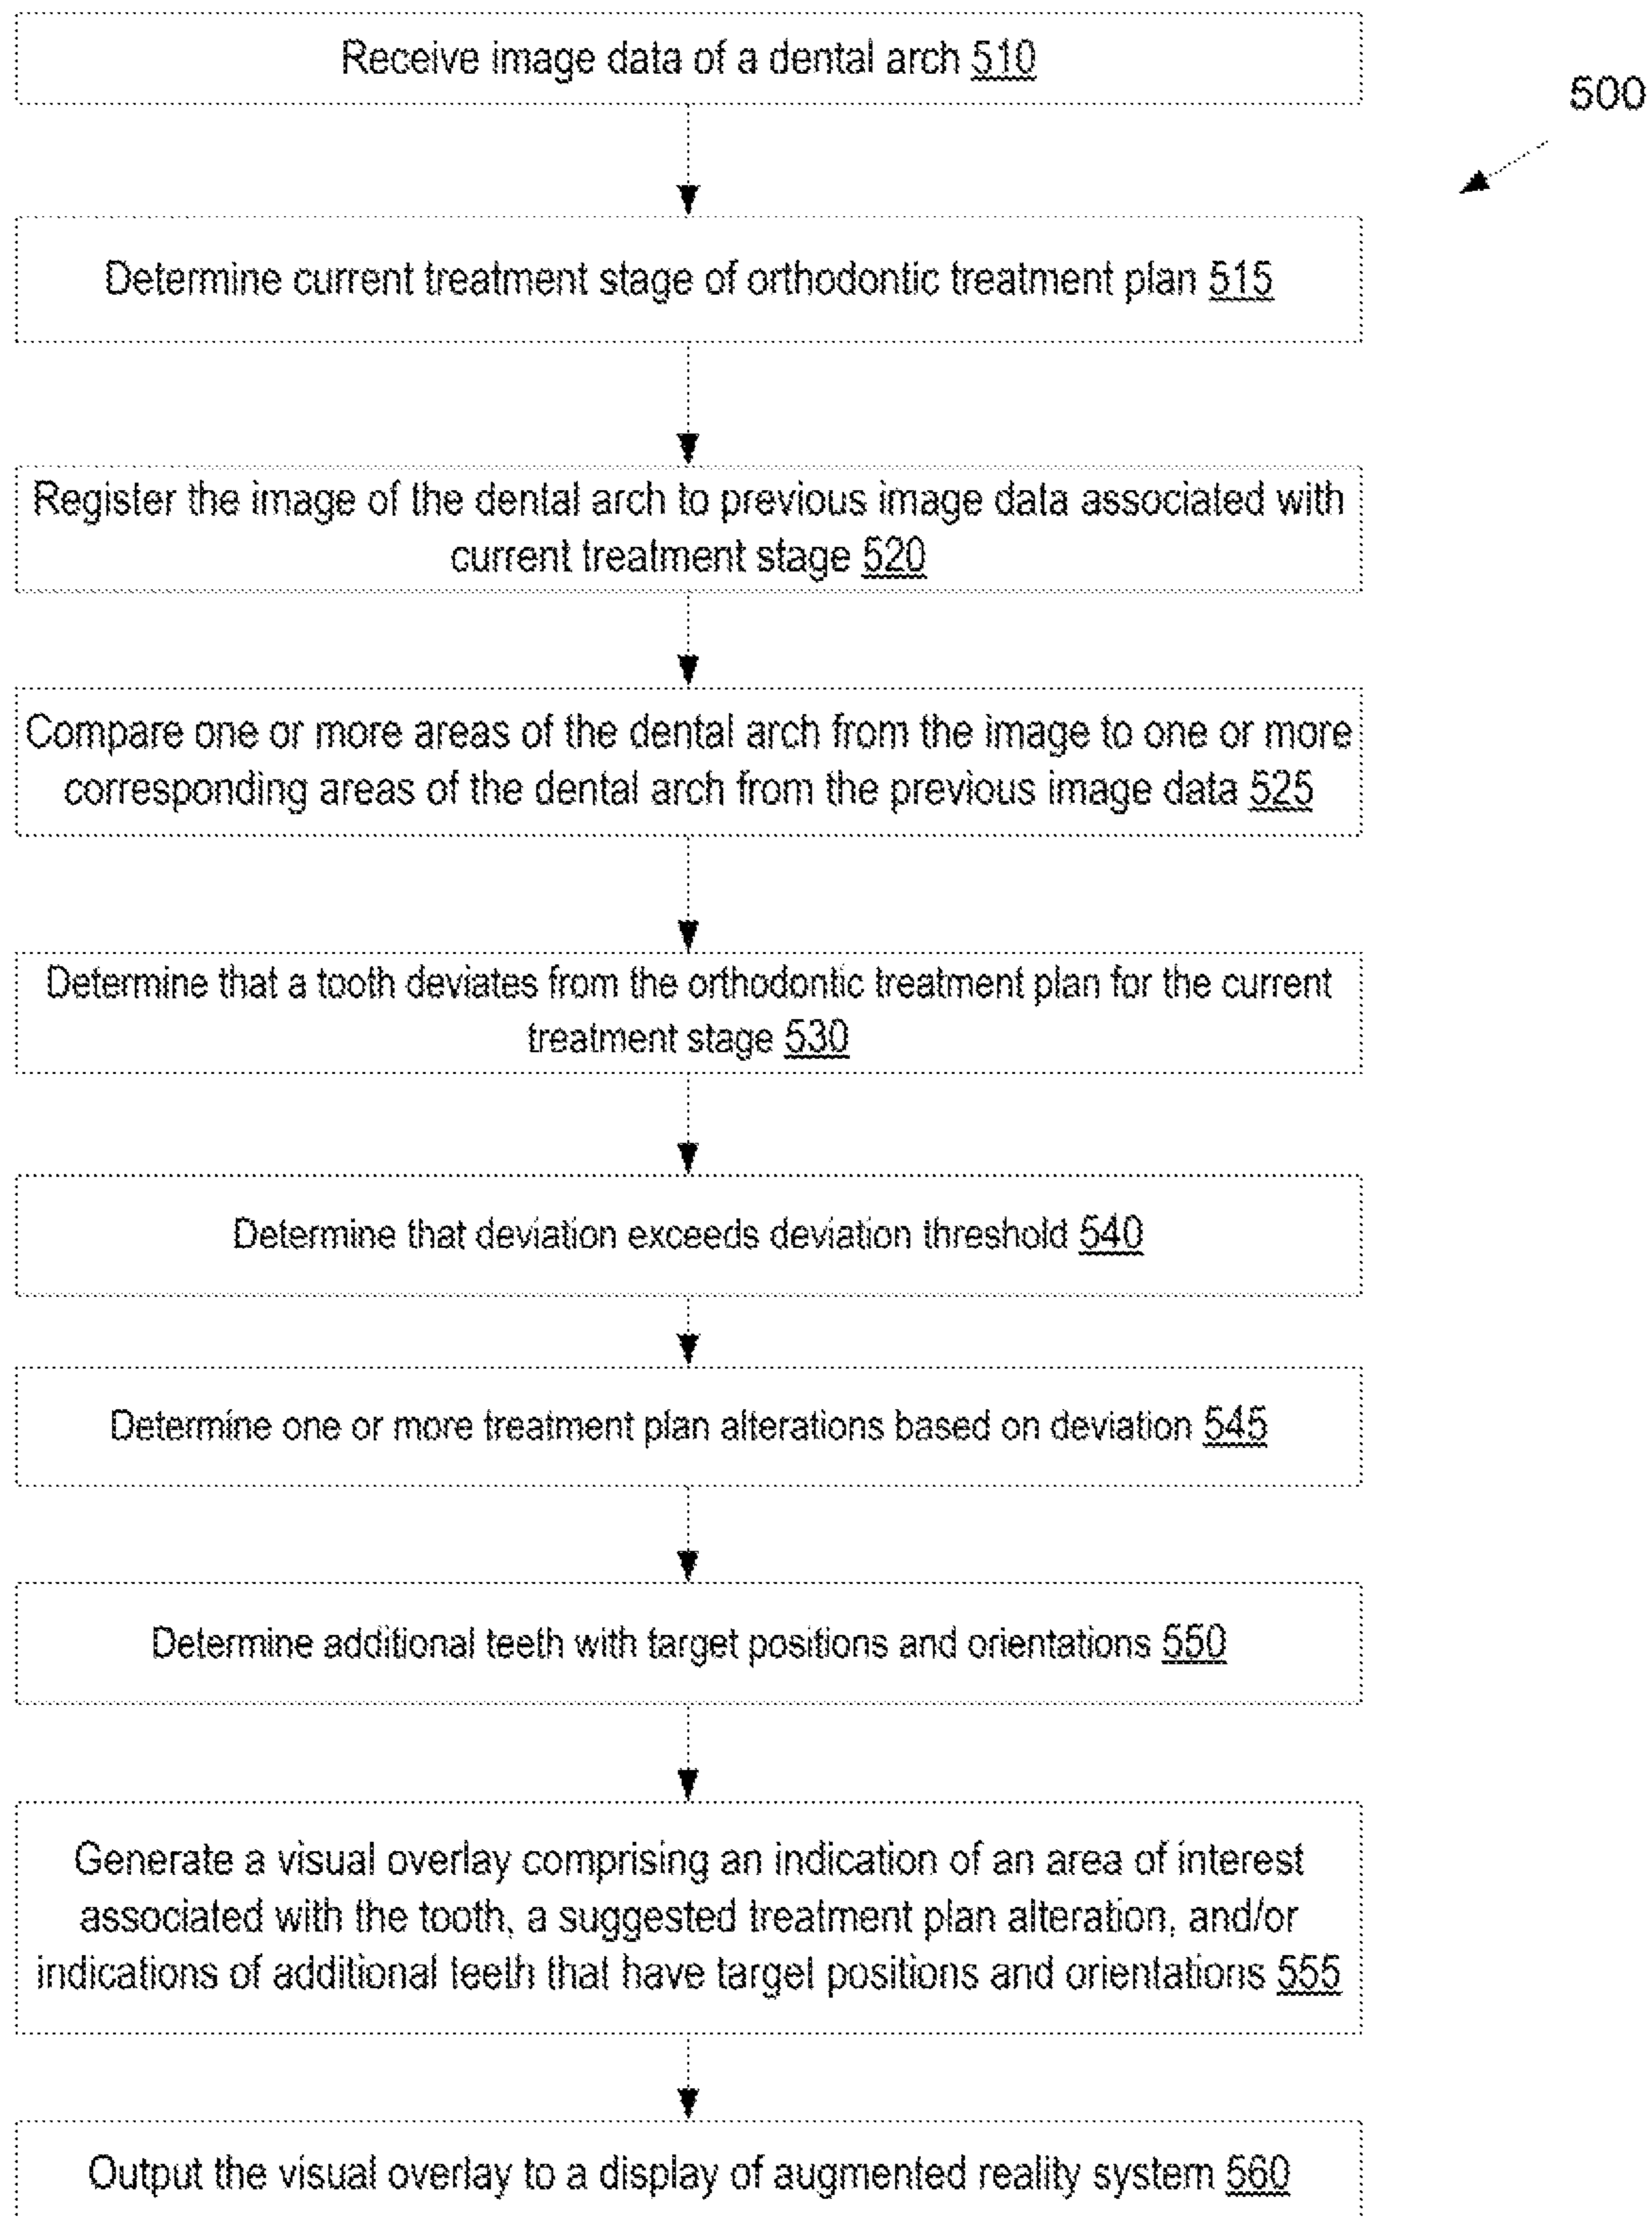 Receive image data of a dental arch 510
500
Determine current treatment stage of orthodontic treatment plan 515
Register the image of the dental arch to previous image data associated with
current treatment stage 520
Compare one or more areas of the dental arch from the image to one or more
corresponding areas of the dental arch from the previous image data 525
Determine that a tooth deviates from the orthodontic treatment plan for the current
treatment stage 530
Determine that deviation exceeds deviation threshold 540
Determine one or more treatment plan alterations based on deviation 545
Determine additional teeth with target positions and orientations 550
Generate a visual overlay comprising an indication of an area of interest
associated with the tooth, a suggested treatment plan alteration, and/or
indications of additional teeth that have target positions and orientations 555
Output the visual overlay to a display of augmented reality system 560